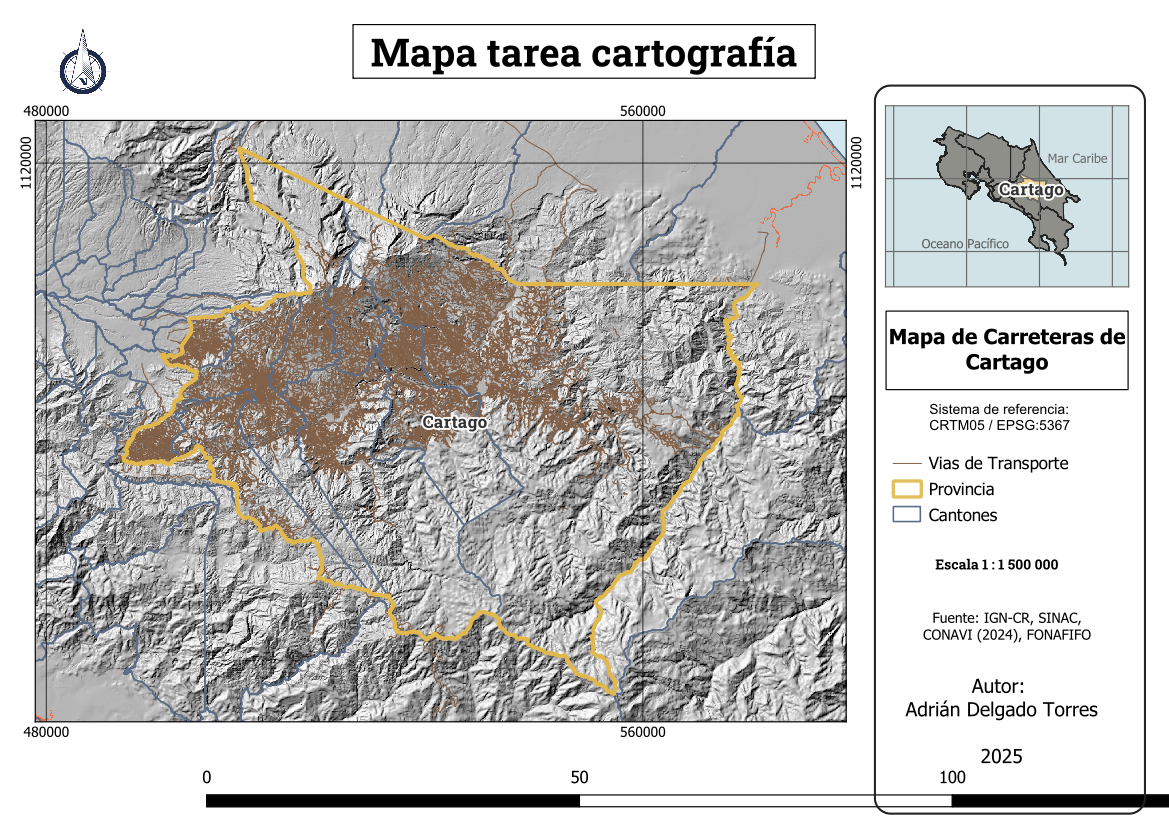 Mapa tarea cartografía
480000
560000
1120000
1120000
Cartago
480000
560000
Mar Caribe
Cartago
Oceano Pacífico
Mapa de Carreteras de
Cartago
Sistema de referencia:
CRTM05 / EPSG:5367
Vias de Transporte
Provincia
Cantones
Escala 1 : 1 500 000
Fuente: IGN-CR, SINAC,
CONAVI (2024), FONAFIFO
Autor:
Adrián Delgado Torres
2025
0
50
100